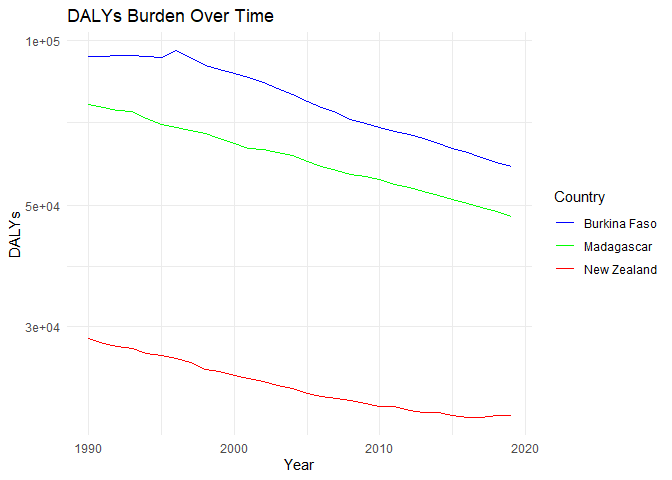 DALYs Burden Over Time
1e+05
5e+04
3e+04
DALYs
1990
2000
2010
2020
Year
Country
Burkina Faso
Madagascar
New Zealand